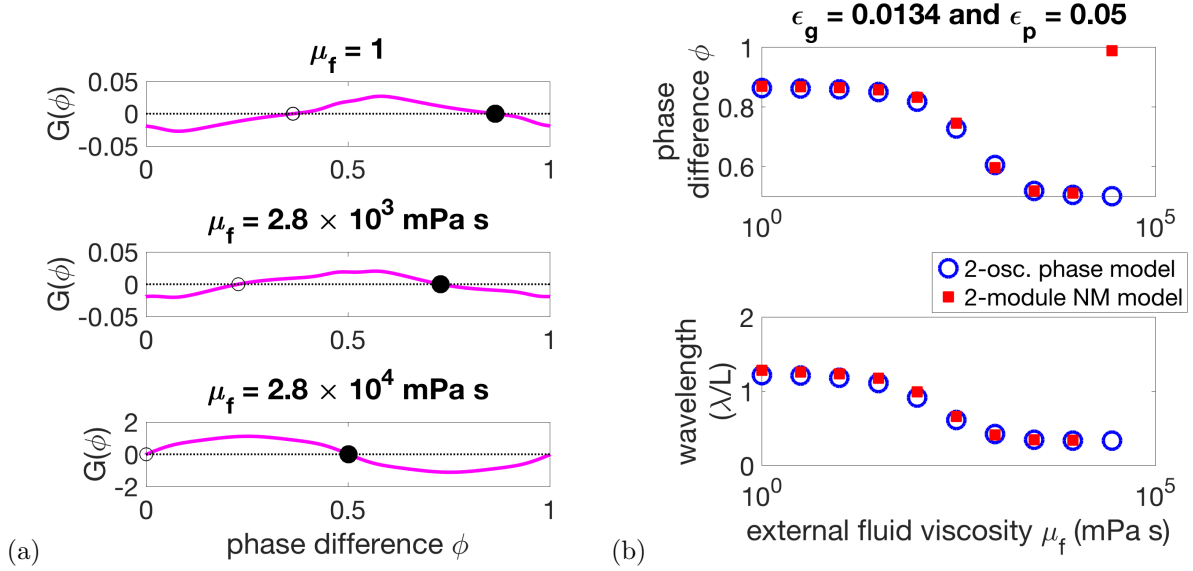 μf = 1
G(ϕ)
0.05
0
-0.05
0 0.5 1
μf = 2.8 × 10³ mPa s
G(ϕ)
0.05
0
-0.05
0 0.5 1
μf = 2.8 × 10⁴ mPa s
G(ϕ)
2
0
-2
0 0.5 1
phase difference ϕ
(a)
ϵg = 0.0134 and ϵp = 0.05
phase
difference ϕ
1
0.8
0.6
10⁰ 10⁵
2-osc. phase model
2-module NM model
wavelength
(λ/L)
2
1
0
10⁰ 10⁵
external fluid viscosity μf (mPa s)
(b)